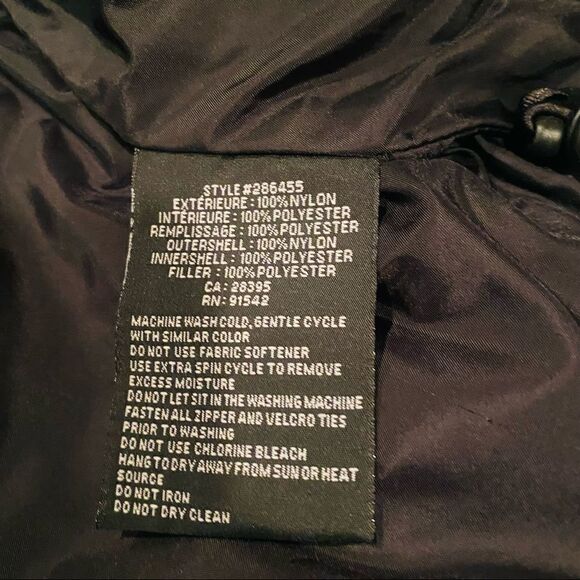 STYLE #286455
EXTÉRIEURE : 100% NYLON
INTÉRIEURE : 100% POLYESTER
REMPLISSAGE : 100% POLYESTER
OUTERSHELL : 100% NYLON
INNERSHELL : 100% POLYESTER
FILLER : 100% POLYESTER
CA : 28395
RN : 91542
MACHINE WASH COLD, GENTLE CYCLE
WITH SIMILAR COLOR
DO NOT USE FABRIC SOFTENER
USE EXTRA SPIN CYCLE TO REMOVE
EXCESS MOISTURE
DO NOT LET SIT IN THE WASHING MACHINE
FASTEN ALL ZIPPER AND VELCRO TIES
PRIOR TO WASHING
DO NOT USE CHLORINE BLEACH
HANG TO DRY AWAY FROM SUN OR HEAT
SOURCE
DO NOT IRON
DO NOT DRY CLEAN